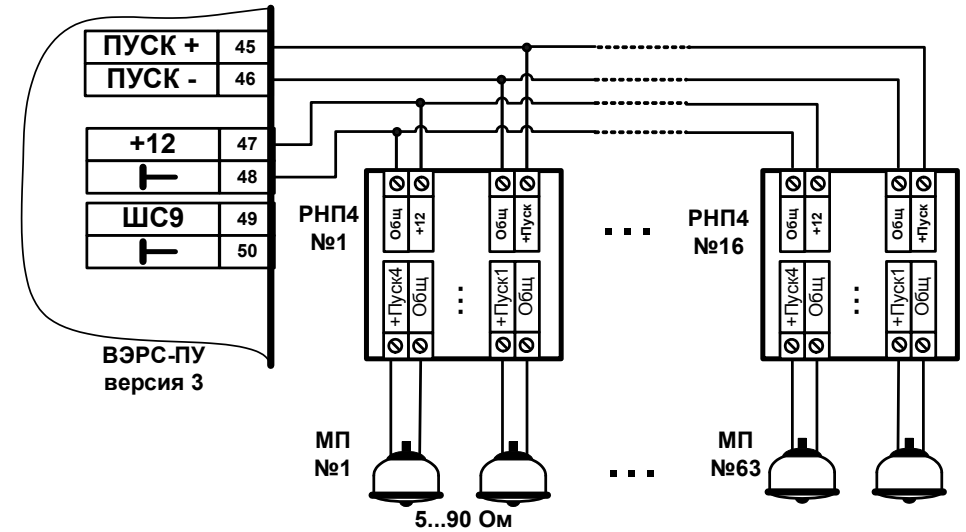 ПУСК + 45
ПУСК - 46
+12 47
48
ШС9 49
50
ВЭРС-ПУ
версия 3
РНП4
№1
Общ +12 Общ +Пуск
+Пуск4 Общ ... +Пуск1 Общ
...
РНП4
№16
Общ +12 Общ +Пуск
+Пуск4 Общ ... +Пуск1 Общ
МП
№1
...
МП
№63
5...90 Ом